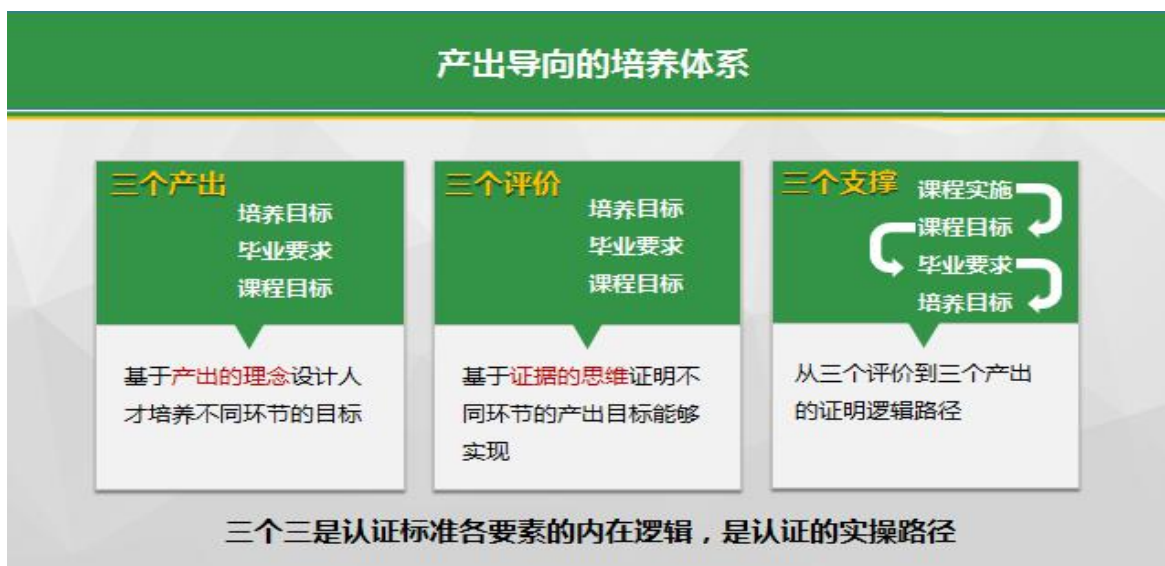 产出导向的培养体系
三个产出
培养目标
毕业要求
课程目标
基于产出的理念设计人
才培养不同环节的目标
三个评价
培养目标
毕业要求
课程目标
基于证据的思维证明不
同环节的产出目标能够
实现
三个支撑
课程实施
课程目标
毕业要求
培养目标
从三个评价到三个产出
的证明逻辑路径
三个三是认证标准各要素的内在逻辑，是认证的实操路径